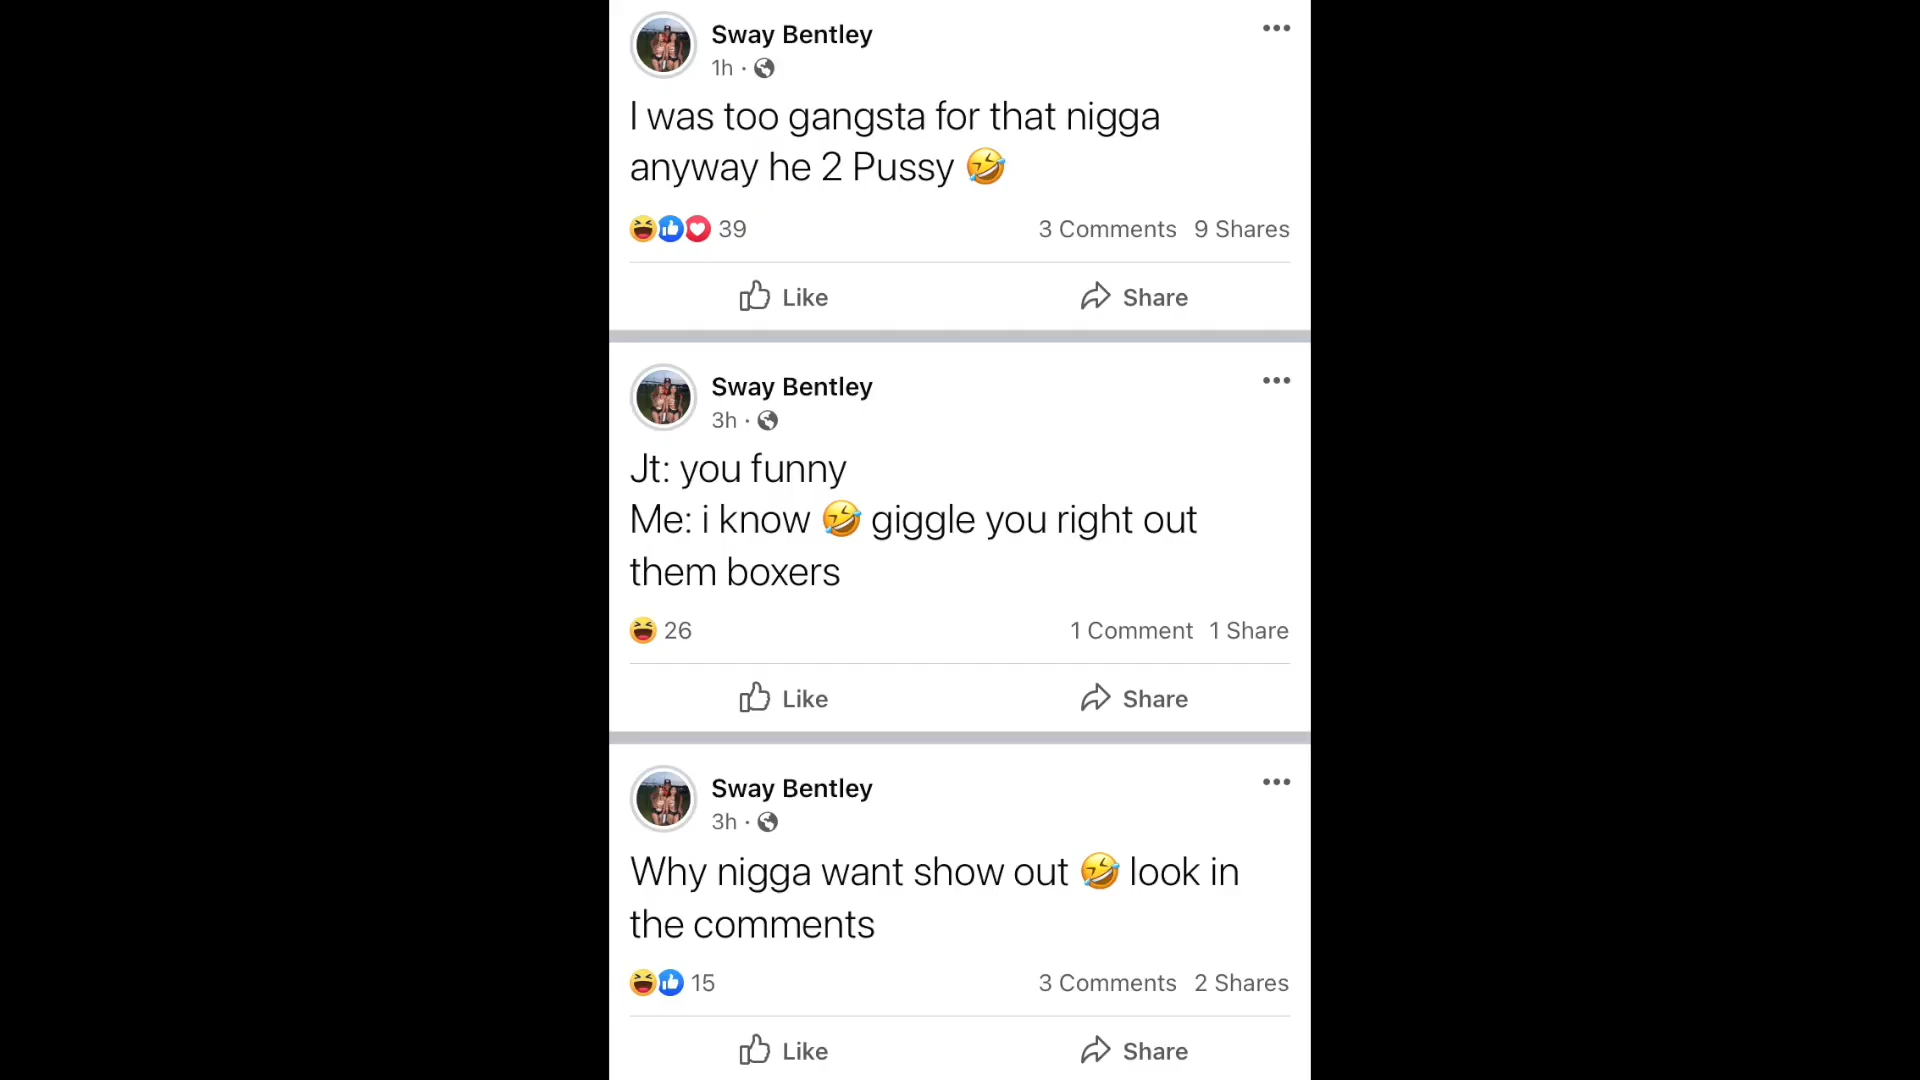 Sway Bentley
1h ·
I was too gangsta for that nigga
anyway he 2 Pussy 🤣
39
3 Comments 9 Shares
Like
Share
Sway Bentley
3h ·
Jt: you funny
Me: i know 🤣 giggle you right out
them boxers
26
1 Comment 1 Share
Like
Share
Sway Bentley
3h ·
Why nigga want show out 🤣 look in
the comments
15
3 Comments 2 Shares
Like
Share